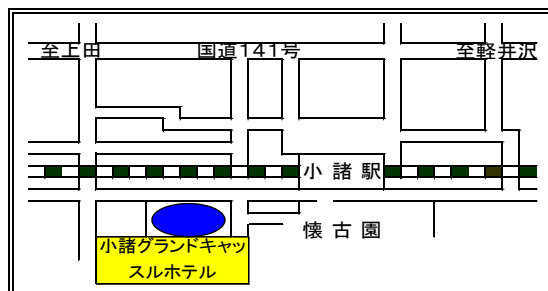 至上田
国道141号
至軽井沢
小諸駅
懐古園
小諸グランドキャッ
スルホテル